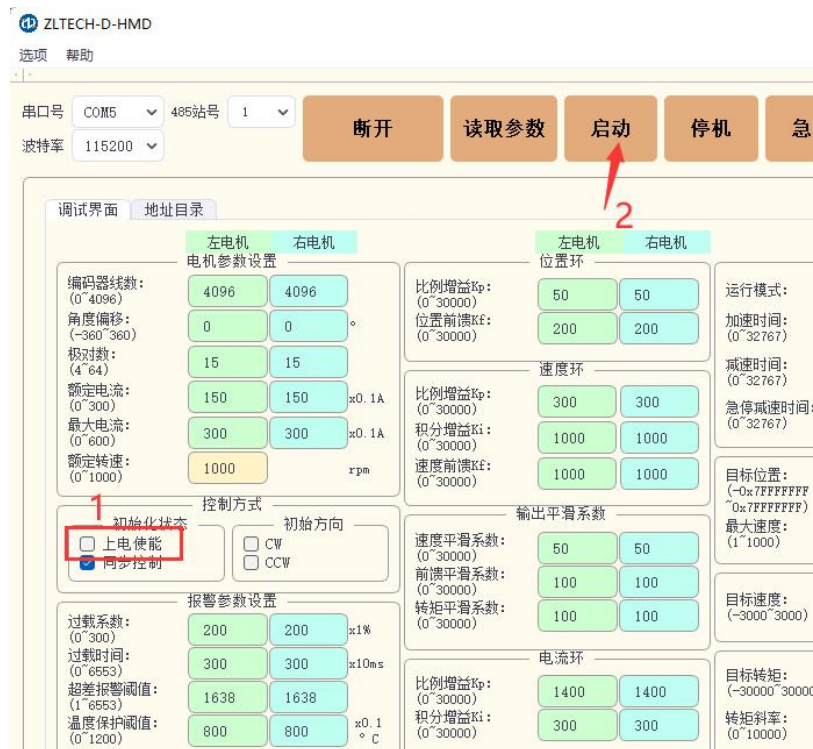 ZLTECH-D-HMD
选项 帮助
串口号 COM5 485站号 1
波特率 115200
断开 读取参数 启动 停机 急
2
调试界面 地址目录
左电机 右电机 左电机 右电机
电机参数设置
编码器线数:
(0~4096)
4096 4096
角度偏移:
(-360~360)
0 0 °
极对数:
(4~64)
15 15
额定电流:
(0~300)
150 150 x0.1A
最大电流:
(0~600)
300 300 x0.1A
额定转速:
(0~1000)
1000 rpm
1
控制方式
初始化状态
上电使能
同步控制
初始方向
CW
CCW
报警参数设置
过载系数:
(0~300)
200 200 x1%
过载时间:
(0~6553)
300 300 x10ms
超差报警阈值:
(1~6553)
1638 1638
温度保护阈值:
(0~1200)
800 800 x0.1
°C
位置环
比例增益Kp:
(0~30000)
50 50
位置前馈Kf:
(0~30000)
200 200
速度环
比例增益Kp:
(0~30000)
300 300
积分增益Ki:
(0~30000)
1000 1000
速度前馈Kf:
(0~30000)
1000 1000
输出平滑系数
速度平滑系数:
(0~30000)
50 50
前馈平滑系数:
(0~30000)
100 100
转矩平滑系数:
(0~30000)
100 100
电流环
比例增益Kp:
(0~30000)
1400 1400
积分增益Ki:
(0~30000)
300 300
运行模式:
加速时间:
(0~32767)
减速时间:
(0~32767)
急停减速时间:
(0~32767)
目标位置:
(-0x7FFFFFFF
~0x7FFFFFFF)
最大速度:
(1~1000)
目标速度:
(-3000~3000)
目标转矩:
(-30000~30000
转矩斜率:
(0~10000)